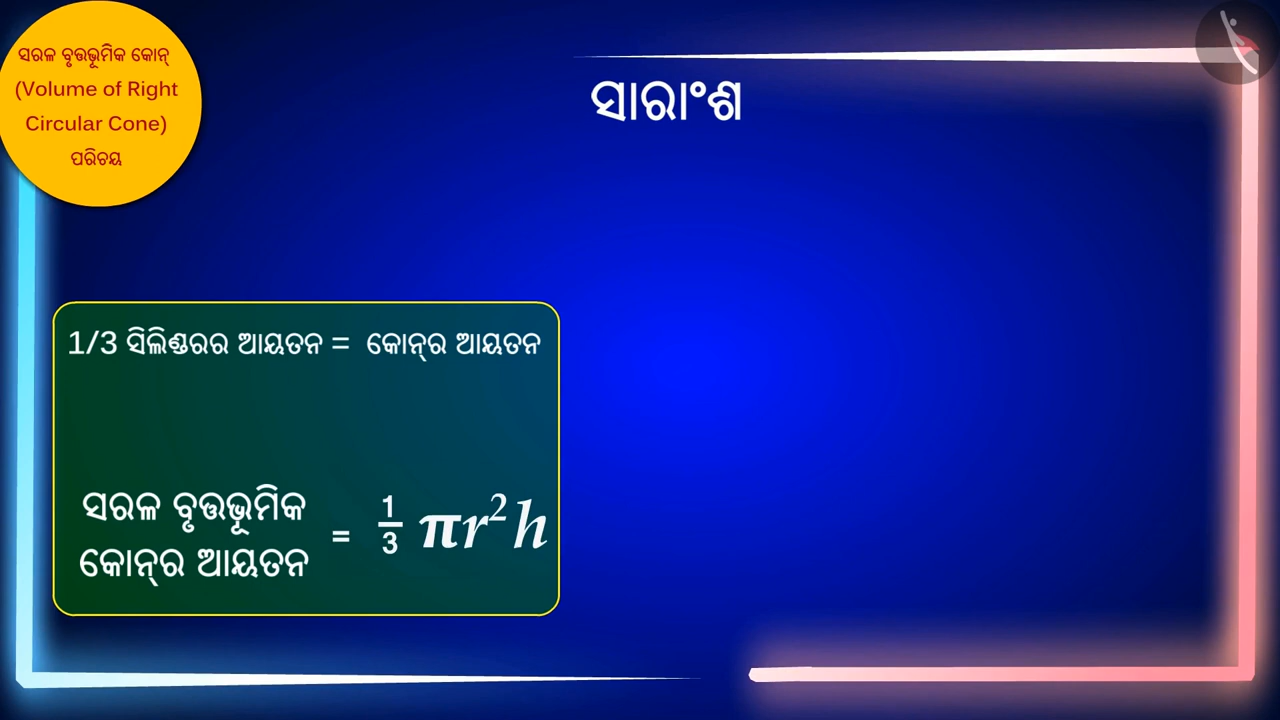 ସରଳ ବୃତ୍ତଭୂମିକ କୋନ୍
(Volume of Right
Circular Cone)
ପରିଚୟ
ସାରାଂଶ
1/3 ସିଲିଣ୍ଡରର ଆୟତନ = କୋନ୍‌ର ଆୟତନ
ସରଳ ବୃତ୍ତଭୂମିକ
କୋନ୍‌ର ଆୟତନ = 1/3 πr²h